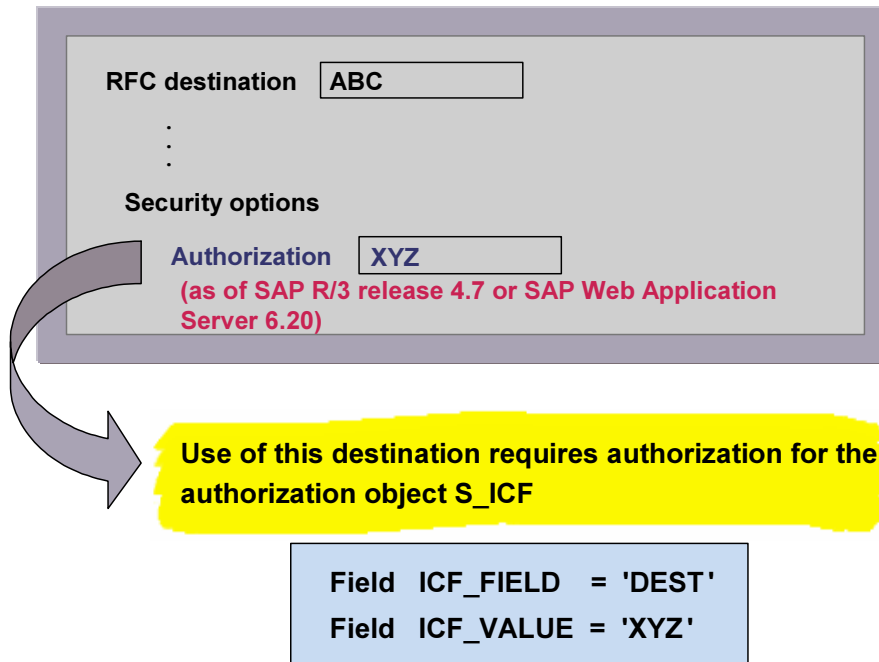 RFC destination ABC
.
.
.
Security options
Authorization XYZ
(as of SAP R/3 release 4.7 or SAP Web Application
Server 6.20)
Use of this destination requires authorization for the
authorization object S_ICF
Field ICF_FIELD = 'DEST'
Field ICF_VALUE = 'XYZ'